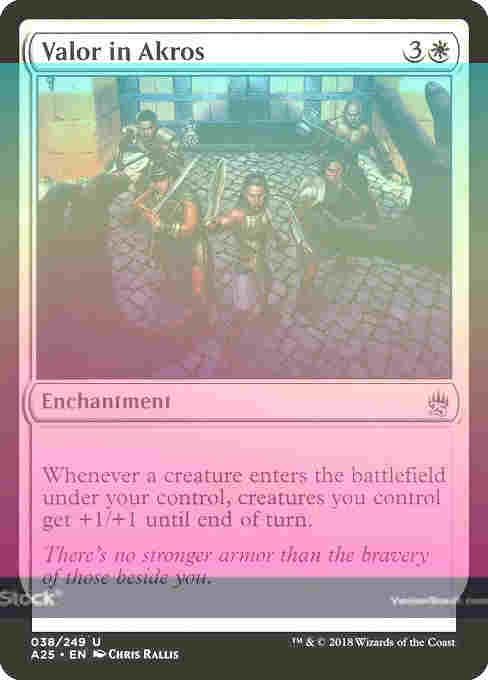 Valor in Akros
3
Enchantment
Whenever a creature enters the battlefield
under your control, creatures you control
get +1/+1 until end of turn.
There's no stronger armor than the bravery
of those beside you.
Stock
038/249 U
™ & © 2018 Wizards of the Coast
A25 • EN Chris Rallis